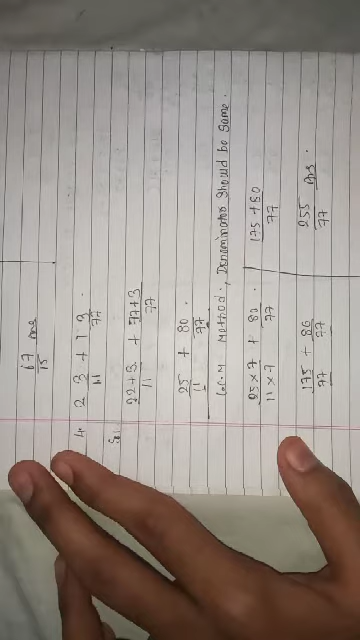 67/15 ans
4. 2 3/11 + 1 3/77.
22+3/11 + 77+3/77
25/11 + 80/77.
L.C.M Method:, Denominator should be same.
25×7/11×7 + 80/77
175/77 + 80/77
175+80/77
255/77 ans.